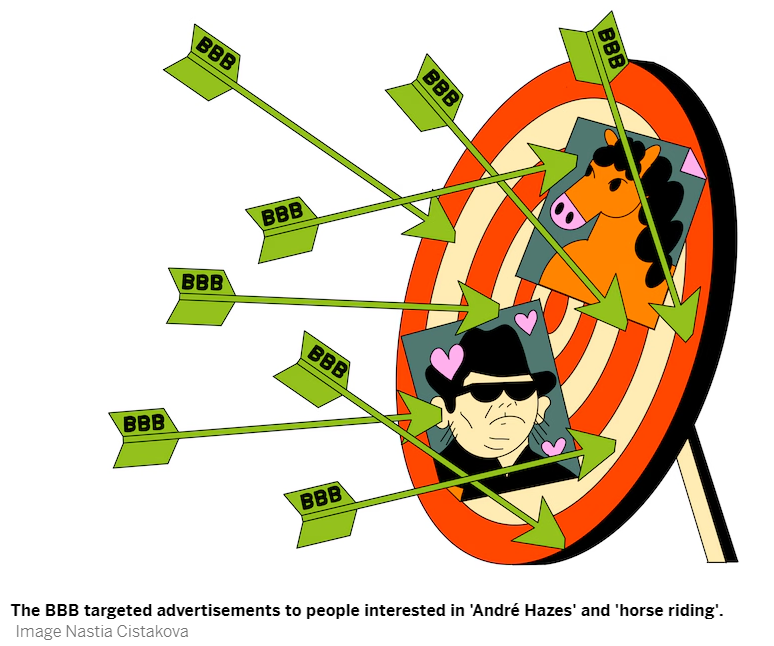 BBB
BBB
BBB
BBB
BBB
BBB
BBB
BBB
The BBB targeted advertisements to people interested in 'André Hazes' and 'horse riding'.
Image Nastia Cistakova